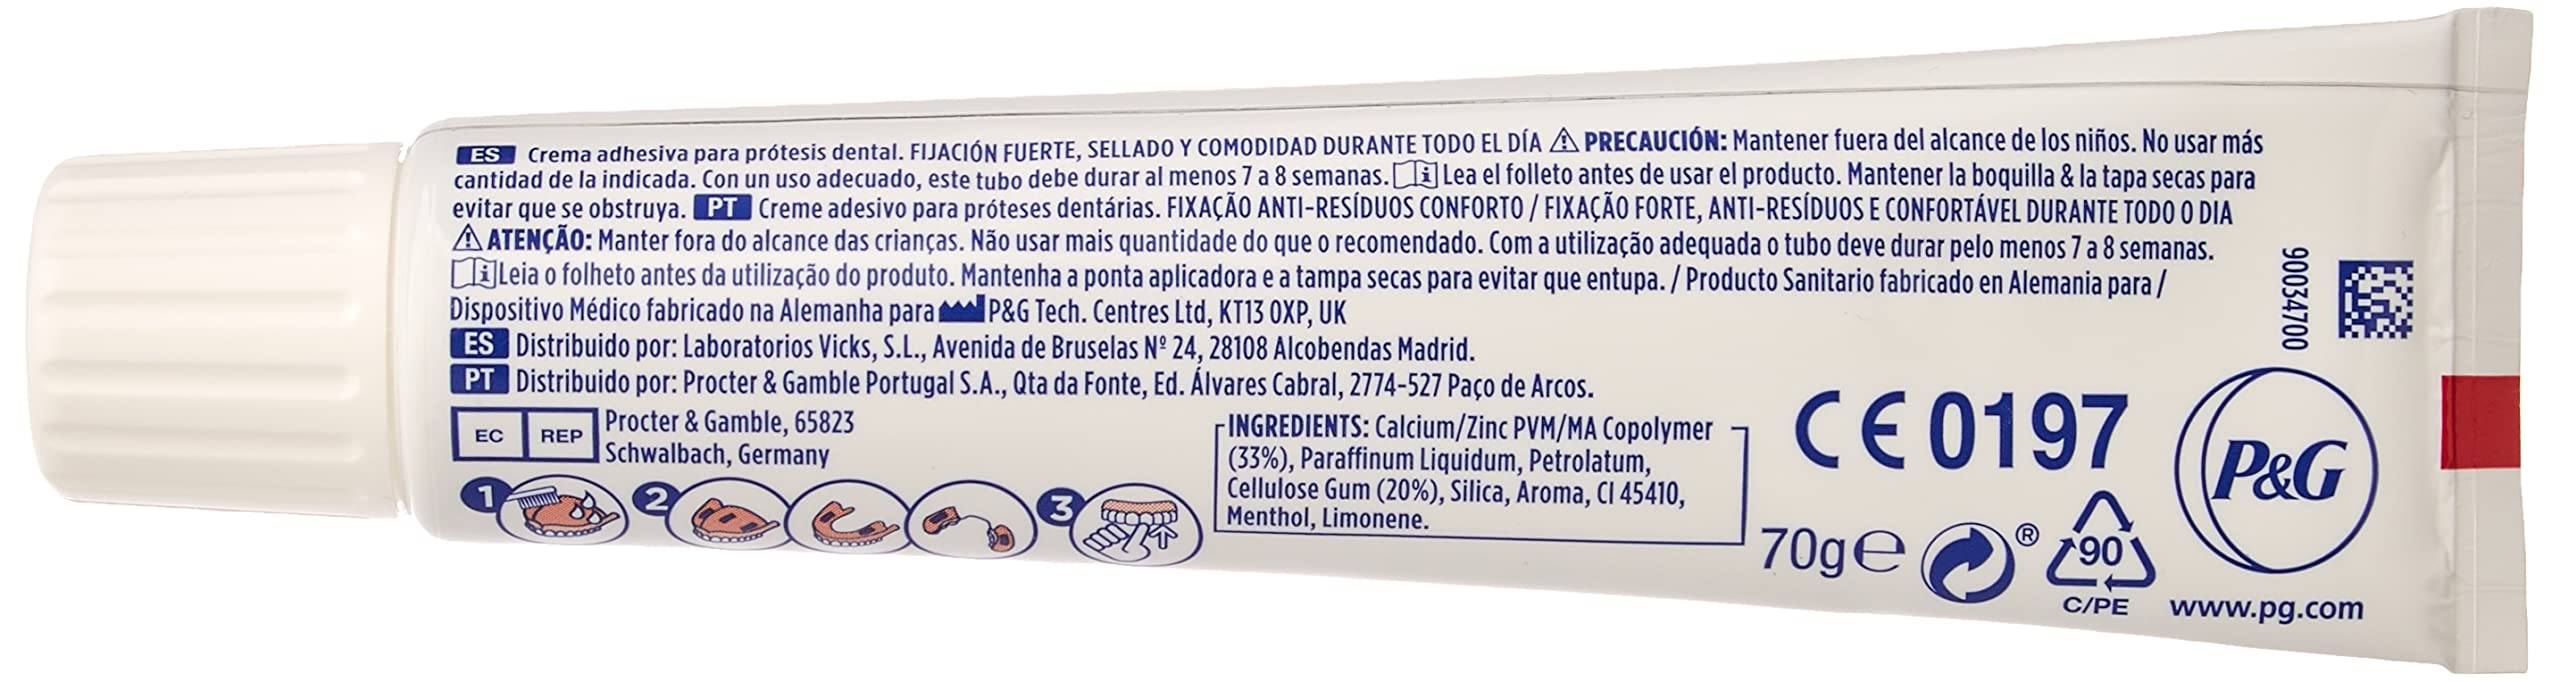 ES Crema adhesiva para prótesis dental. FIJACIÓN FUERTE, SELLADO Y COMODIDAD DURANTE TODO EL DÍA ⚠ PRECAUCIÓN: Mantener fuera del alcance de los niños. No usar más
cantidad de la indicada. Con un uso adecuado, este tubo debe durar al menos 7 a 8 semanas. i Lea el folleto antes de usar el producto. Mantener la boquilla & la tapa secas para
evitar que se obstruya. PT Creme adesivo para próteses dentárias. FIXAÇÃO ANTI-RESÍDUOS CONFORTO / FIXAÇÃO FORTE, ANTI-RESÍDUOS E CONFORTÁVEL DURANTE TODO O DIA
⚠ ATENÇÃO: Manter fora do alcance das crianças. Não usar mais quantidade do que o recomendado. Com a utilização adequada o tubo deve durar pelo menos 7 a 8 semanas.
i Leia o folheto antes da utilização do produto. Mantenha a ponta aplicadora e a tampa secas para evitar que entupa. / Producto Sanitario fabricado en Alemania para /
Dispositivo Médico fabricado na Alemanha para P&G Tech. Centres Ltd, KT13 0XP, UK
ES Distribuido por: Laboratorios Vicks, S.L., Avenida de Bruselas Nº 24, 28108 Alcobendas Madrid.
PT Distribuido por: Procter & Gamble Portugal S.A., Qta da Fonte, Ed. Álvares Cabral, 2774-527 Paço de Arcos.
EC REP Procter & Gamble, 65823
Schwalbach, Germany
1 2 3
INGREDIENTS: Calcium/Zinc PVM/MA Copolymer
(33%), Paraffinum Liquidum, Petrolatum,
Cellulose Gum (20%), Silica, Aroma, CI 45410,
Menthol, Limonene.
CE 0197
70g e
®
90
C/PE
90034700
P&G
www.pg.com